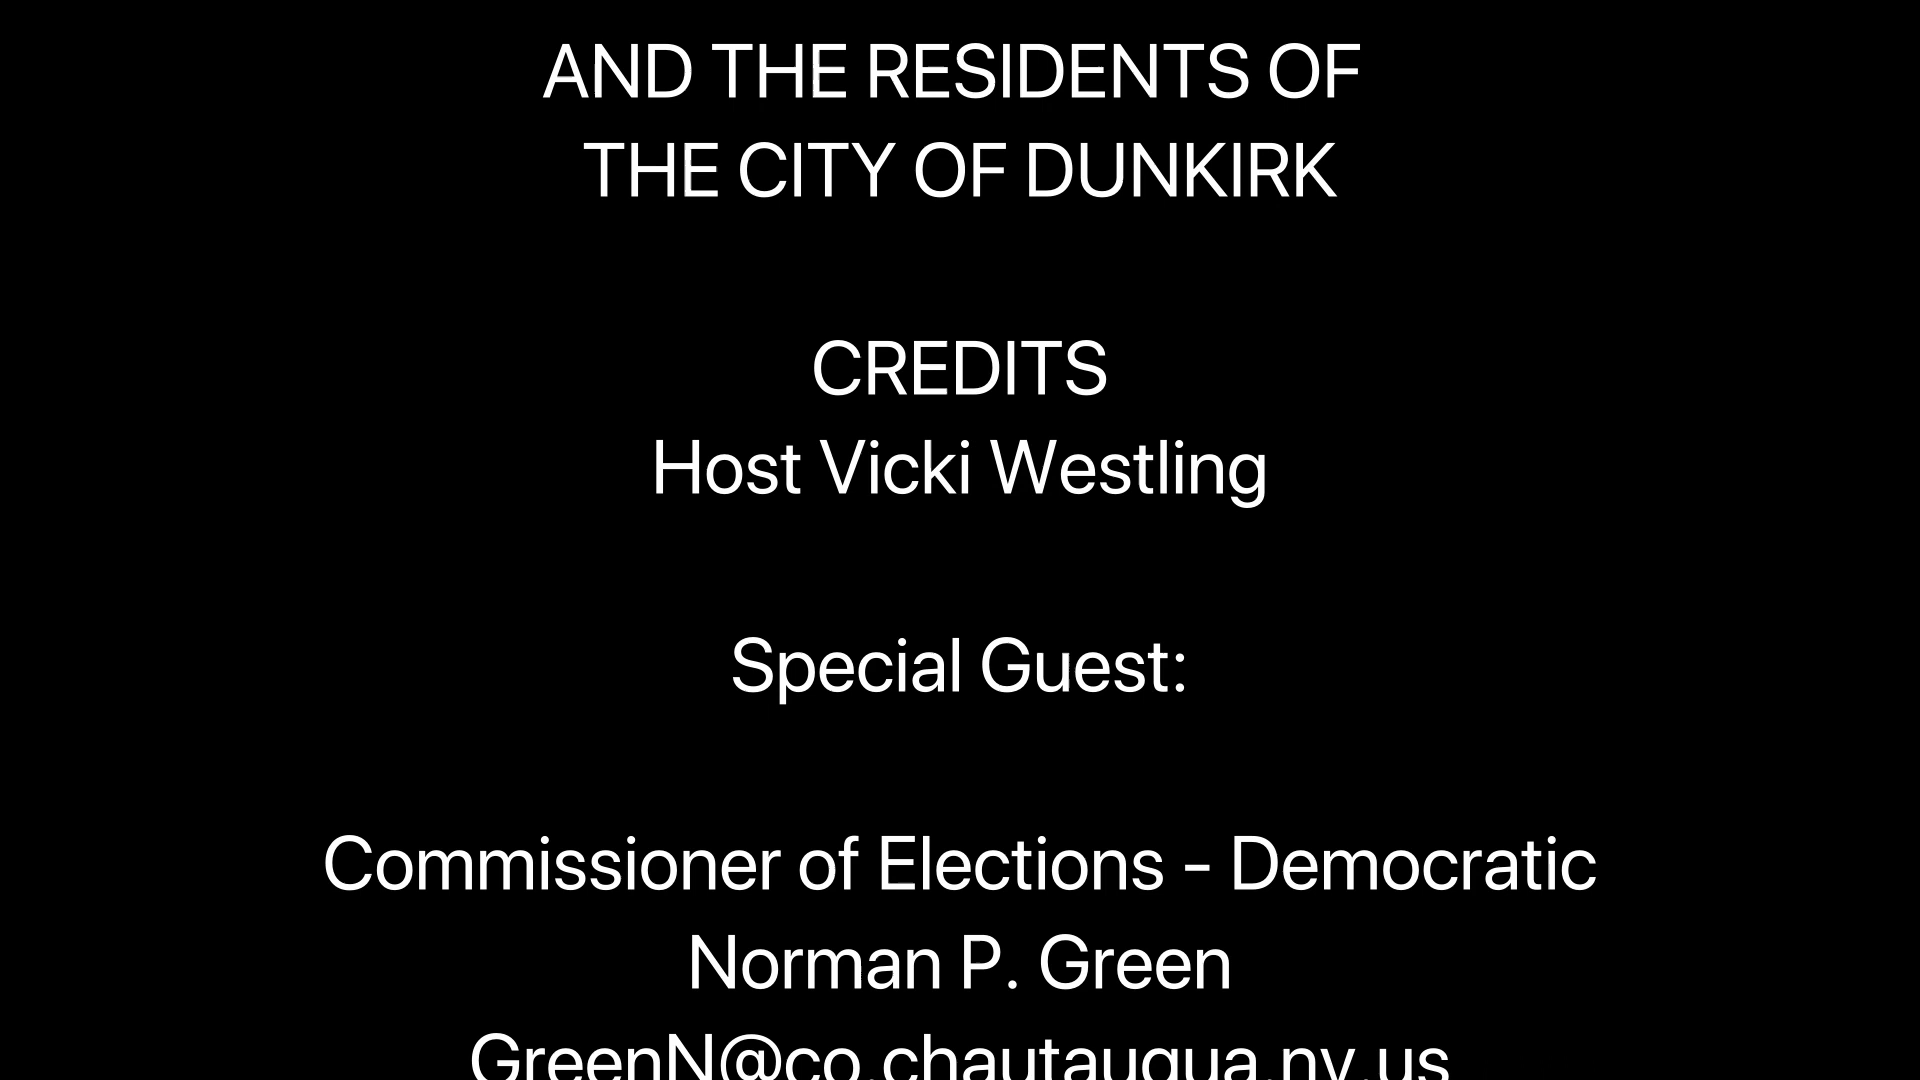 AND THE RESIDENTS OF
THE CITY OF DUNKIRK
CREDITS
Host Vicki Westling
Special Guest:
Commissioner of Elections - Democratic
Norman P. Green
GreenN@co.chautauqua.ny.us